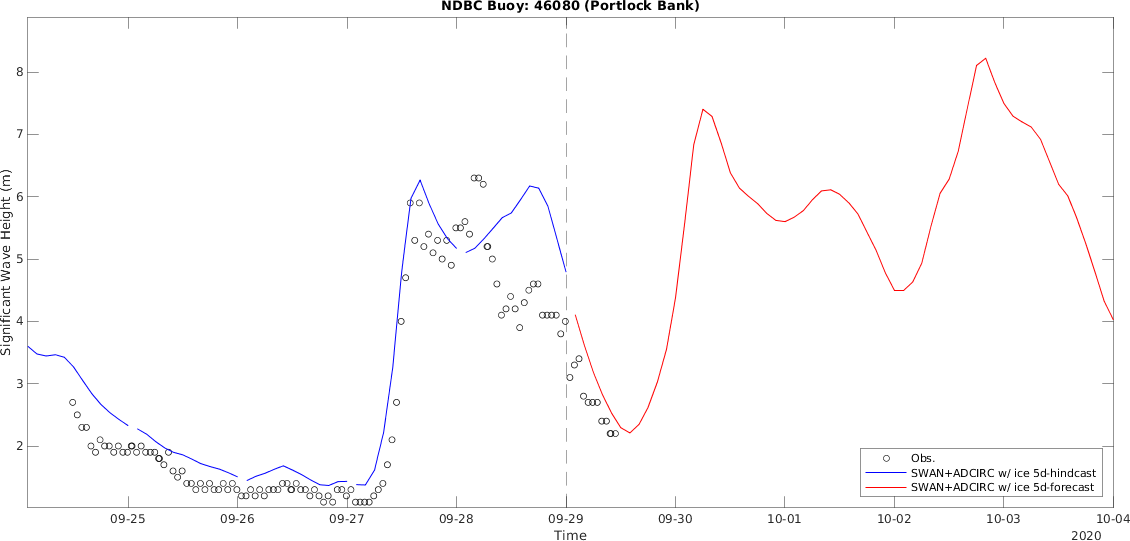 NDBC Buoy: 46080 (Portlock Bank)
8
7
6
5
4
3
2
Significant Wave Height (m)
Obs.
SWAN+ADCIRC w/ ice 5d-hindcast
SWAN+ADCIRC w/ ice 5d-forecast
09-25 09-26 09-27 09-28 09-29 09-30 10-01 10-02 10-03 10-04
Time
2020